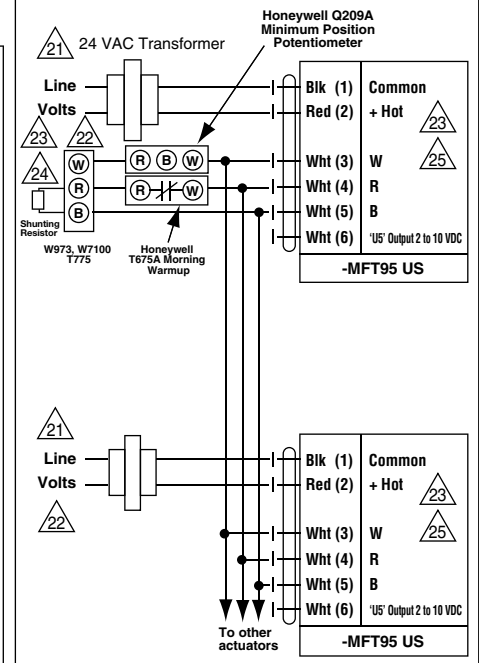 Honeywell Q209A
Minimum Position
Potentiometer
21 24 VAC Transformer
Line
Volts
Blk (1) Common
Red (2) + Hot
23
23 22
W R B W
Wht (3) W
25
24
R R W
Wht (4) R
B
Wht (5) B
Shunting
Resistor
Wht (6) 'U5' Output 2 to 10 VDC
W973, W7100
T775
Honeywell
T675A Morning
Warmup
-MFT95 US
21
Line
Volts
Blk (1) Common
Red (2) + Hot
23
22
Wht (3) W
25
Wht (4) R
Wht (5) B
Wht (6) 'U5' Output 2 to 10 VDC
To other
actuators
-MFT95 US